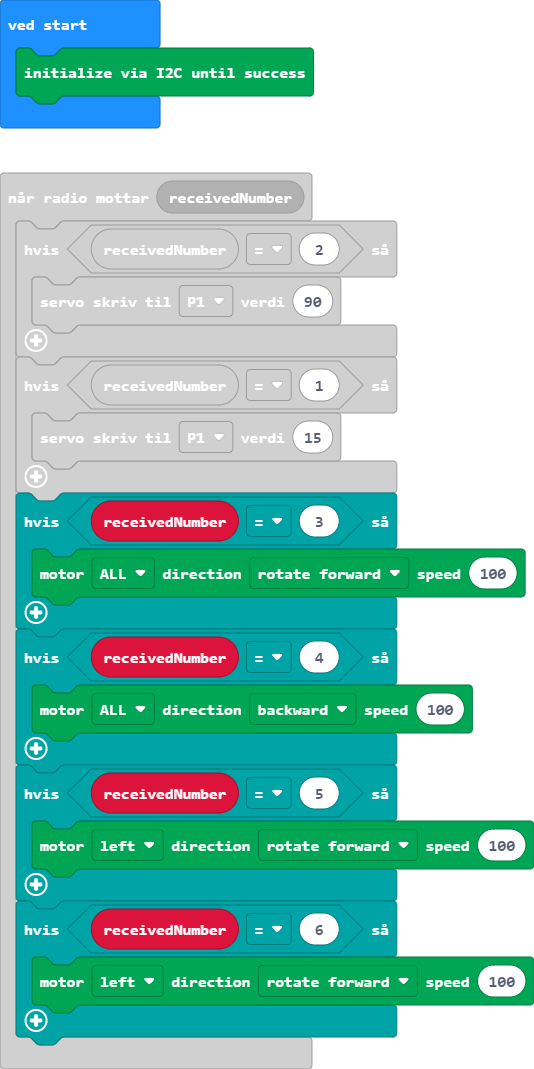 ved start
initialize via I2C until success
når radio mottar receivedNumber
hvis receivedNumber = 2 så
servo skriv til P1 verdi 90
hvis receivedNumber = 1 så
servo skriv til P1 verdi 15
hvis receivedNumber = 3 så
motor ALL direction rotate forward speed 100
hvis receivedNumber = 4 så
motor ALL direction backward speed 100
hvis receivedNumber = 5 så
motor left direction rotate forward speed 100
hvis receivedNumber = 6 så
motor left direction rotate forward speed 100